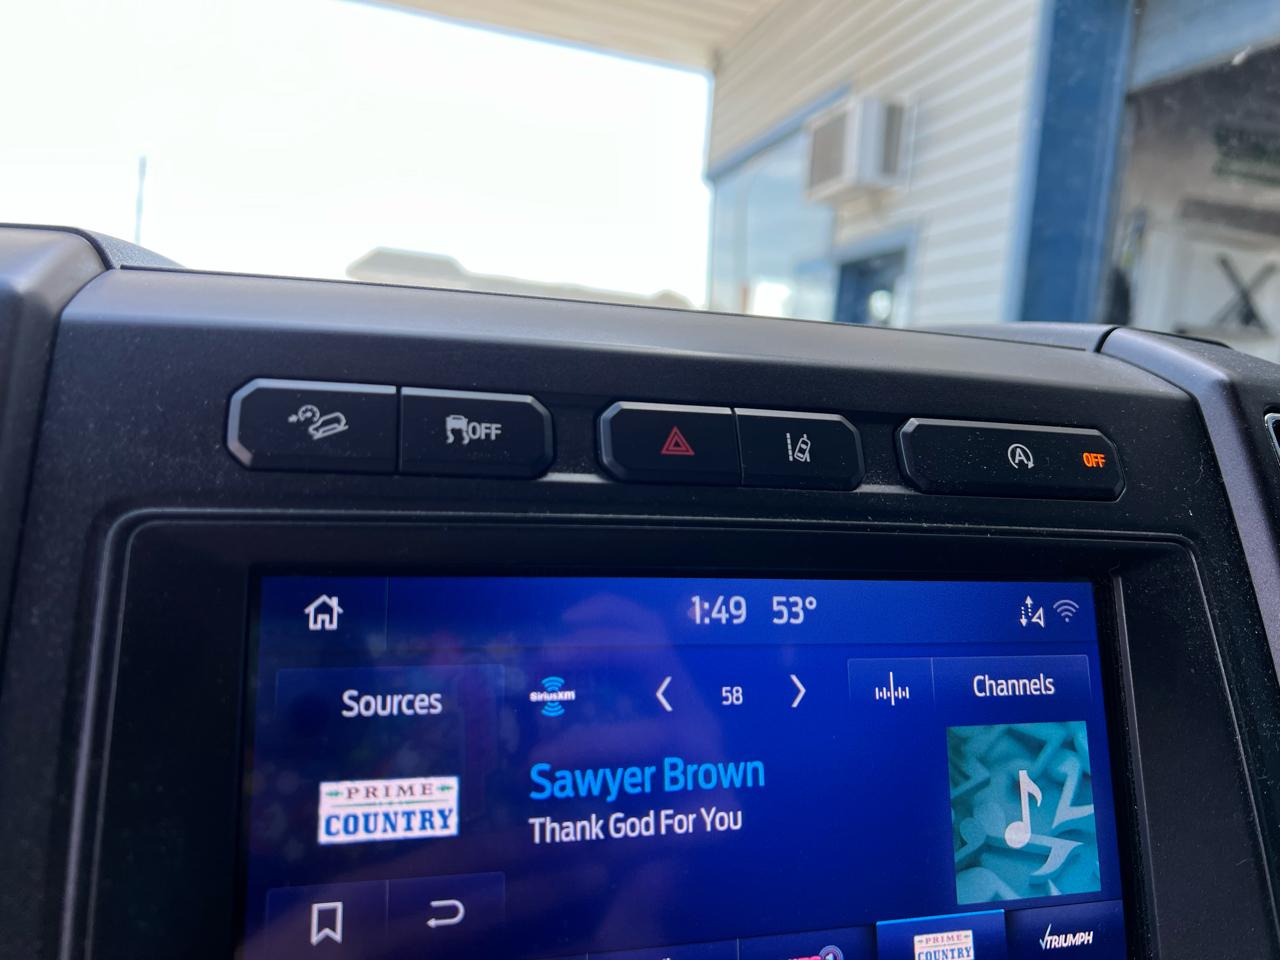 OFF
A OFF
1:49 53°
Sources
SiriusXM
58
Channels
PRIME
COUNTRY
Sawyer Brown
Thank God For You
PRIME
COUNTRY
TRIUMPH